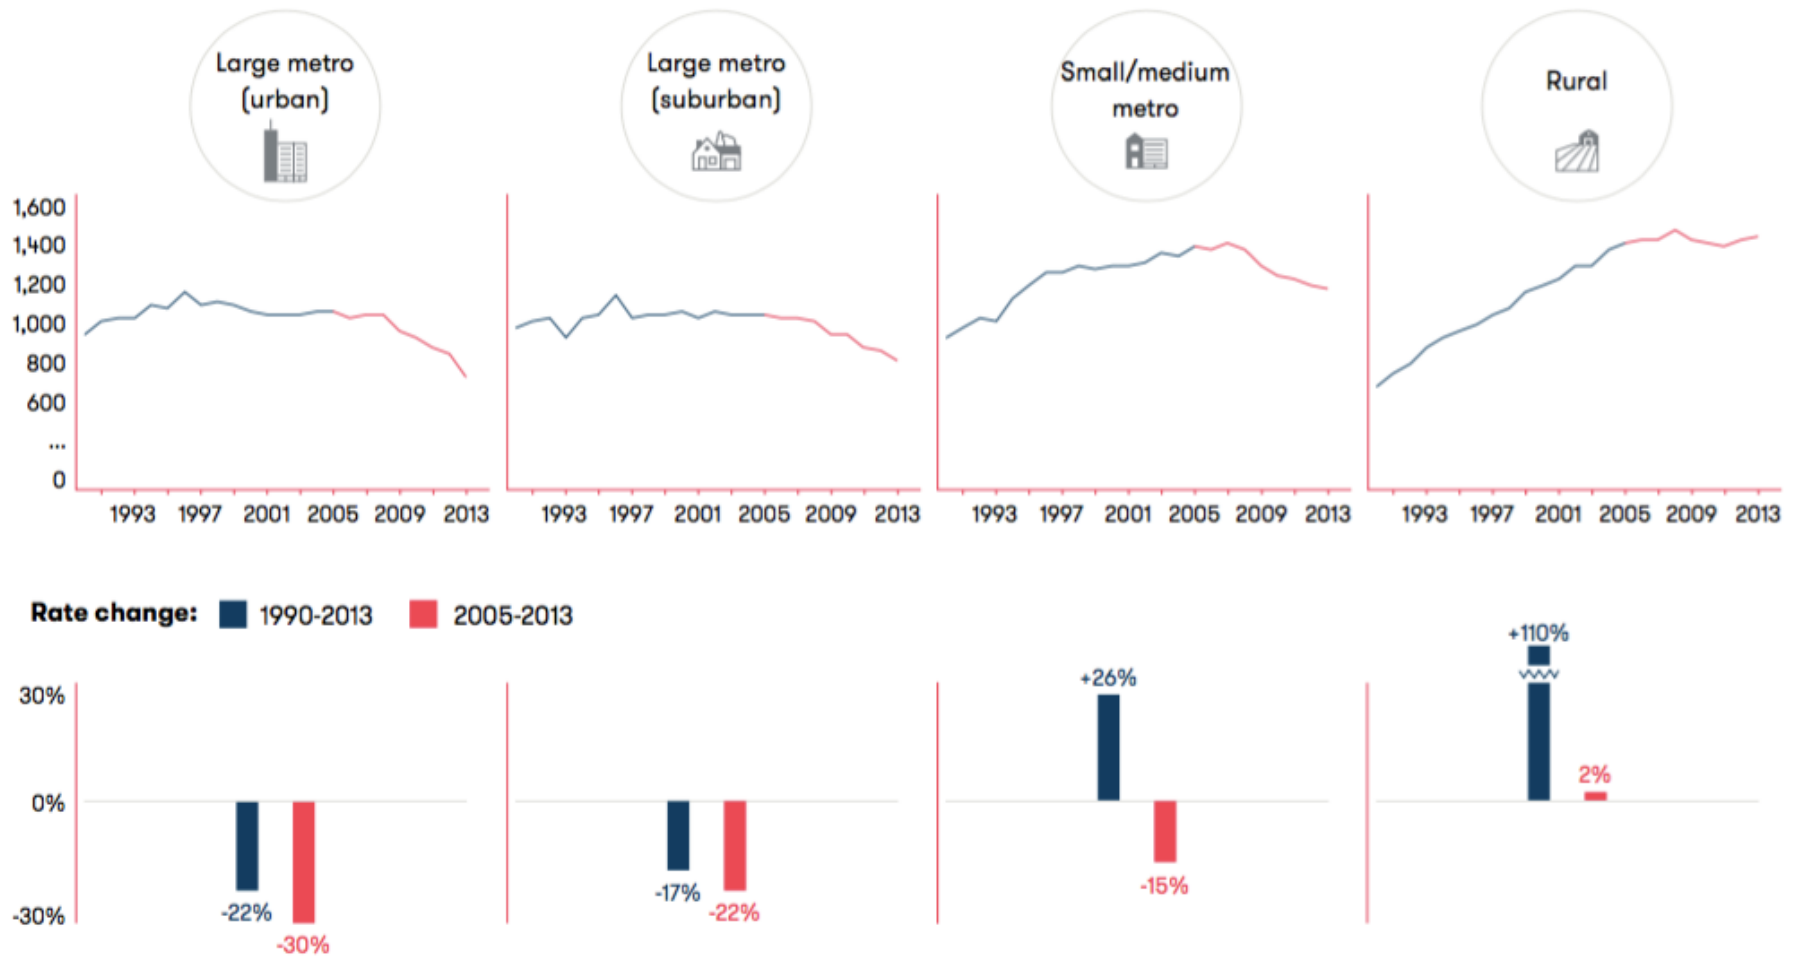 Large metro
(urban)
Large metro
(suburban)
Small/medium
metro
Rural
1,600
1,400
1,200
1,000
800
600
...
0
1993 1997 2001 2005 2009 2013
1993 1997 2001 2005 2009 2013
1993 1997 2001 2005 2009 2013
1993 1997 2001 2005 2009 2013
Rate change: 1990-2013 2005-2013
30%
0%
-30%
-22%
-30%
-17%
-22%
+26%
-15%
+110%
2%